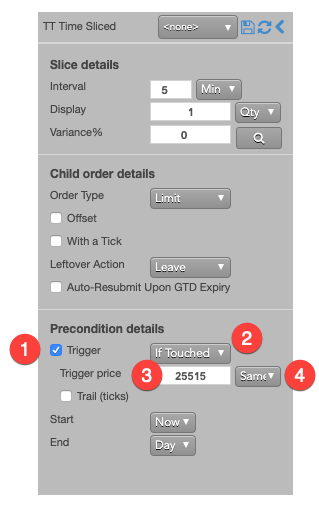 TT Time Sliced <none>
Slice details
Interval 5 Min
Display 1 Qty
Variance% 0
Child order details
Order Type Limit
Offset
With a Tick
Leftover Action Leave
Auto-Resubmit Upon GTD Expiry
Precondition details
1 Trigger If Touched 2
Trigger price 3 25515 Same 4
Trail (ticks)
Start Now
End Day